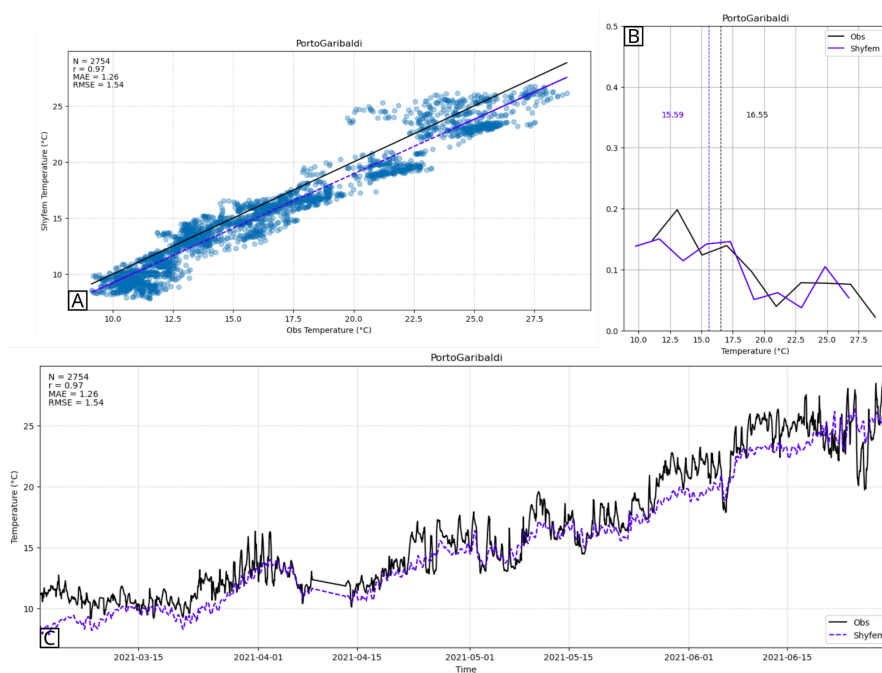 PortoGaribaldi
N = 2754
r = 0.97
MAE = 1.26
RMSE = 1.54
25
20
15
10
Shyfem Temperature (°C)
10.0 12.5 15.0 17.5 20.0 22.5 25.0 27.5
Obs Temperature (°C)
A
PortoGaribaldi
B
Obs
Shyfem
15.59
16.55
0.5
0.4
0.3
0.2
0.1
0.0
10.0 12.5 15.0 17.5 20.0 22.5 25.0 27.5
Temperature (°C)
PortoGaribaldi
N = 2754
r = 0.97
MAE = 1.26
RMSE = 1.54
25
20
15
10
Temperature (°C)
C
Obs
Shyfem
2021-03-15 2021-04-01 2021-04-15 2021-05-01 2021-05-15 2021-06-01 2021-06-15
Time